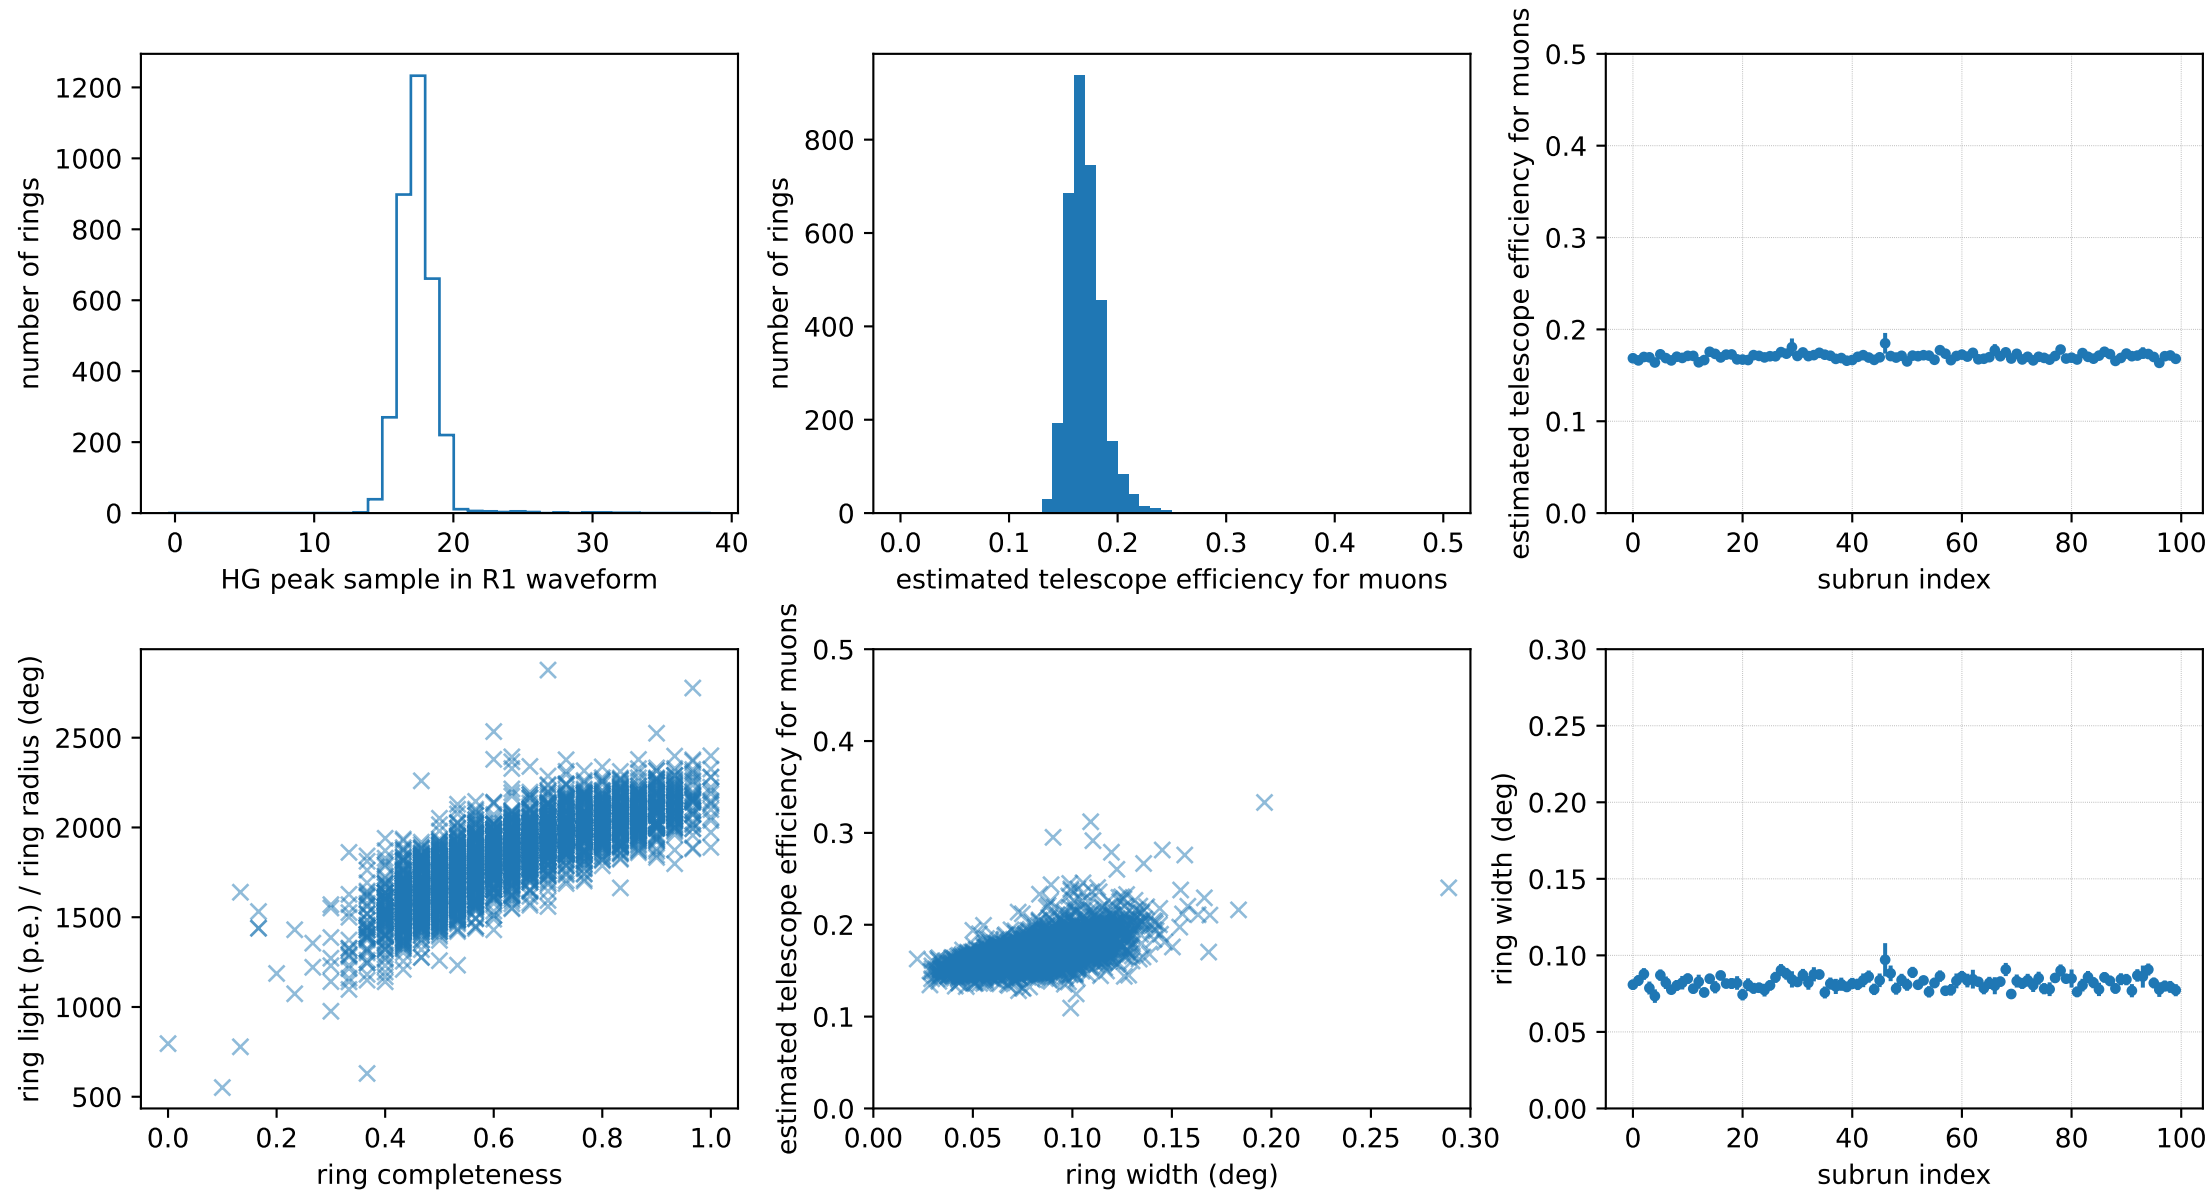 number of rings
1200
1000
800
600
400
200
0
0 10 20 30 40
HG peak sample in R1 waveform
number of rings
800
600
400
200
0
0.0 0.1 0.2 0.3 0.4 0.5
estimated telescope efficiency for muons
estimated telescope efficiency for muons
0.5
0.4
0.3
0.2
0.1
0.0
0 20 40 60 80 100
subrun index
ring light (p.e.) / ring radius (deg)
2500
2000
1500
1000
500
0.0 0.2 0.4 0.6 0.8 1.0
ring completeness
estimated telescope efficiency for muons
0.5
0.4
0.3
0.2
0.1
0.0
0.00 0.05 0.10 0.15 0.20 0.25 0.30
ring width (deg)
ring width (deg)
0.30
0.25
0.20
0.15
0.10
0.05
0.00
0 20 40 60 80 100
subrun index